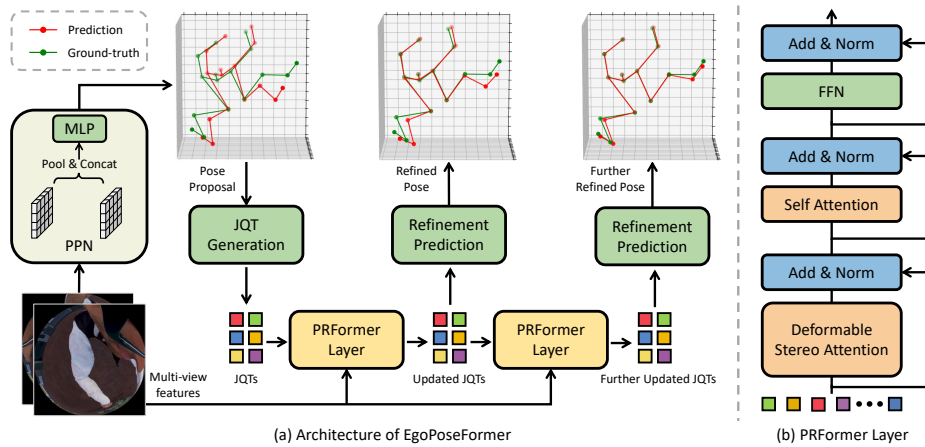 Prediction
Ground-truth
MLP
Pool & Concat
PPN
Pose
Proposal
JQT
Generation
Refined
Pose
Refinement
Prediction
Further
Refined Pose
Refinement
Prediction
Multi-view
features
JQTs
PRFormer
Layer
Updated JQTs
PRFormer
Layer
Further Updated JQTs
(a) Architecture of EgoPoseFormer
Add & Norm
FFN
Add & Norm
Self Attention
Add & Norm
Deformable
Stereo Attention
(b) PRFormer Layer